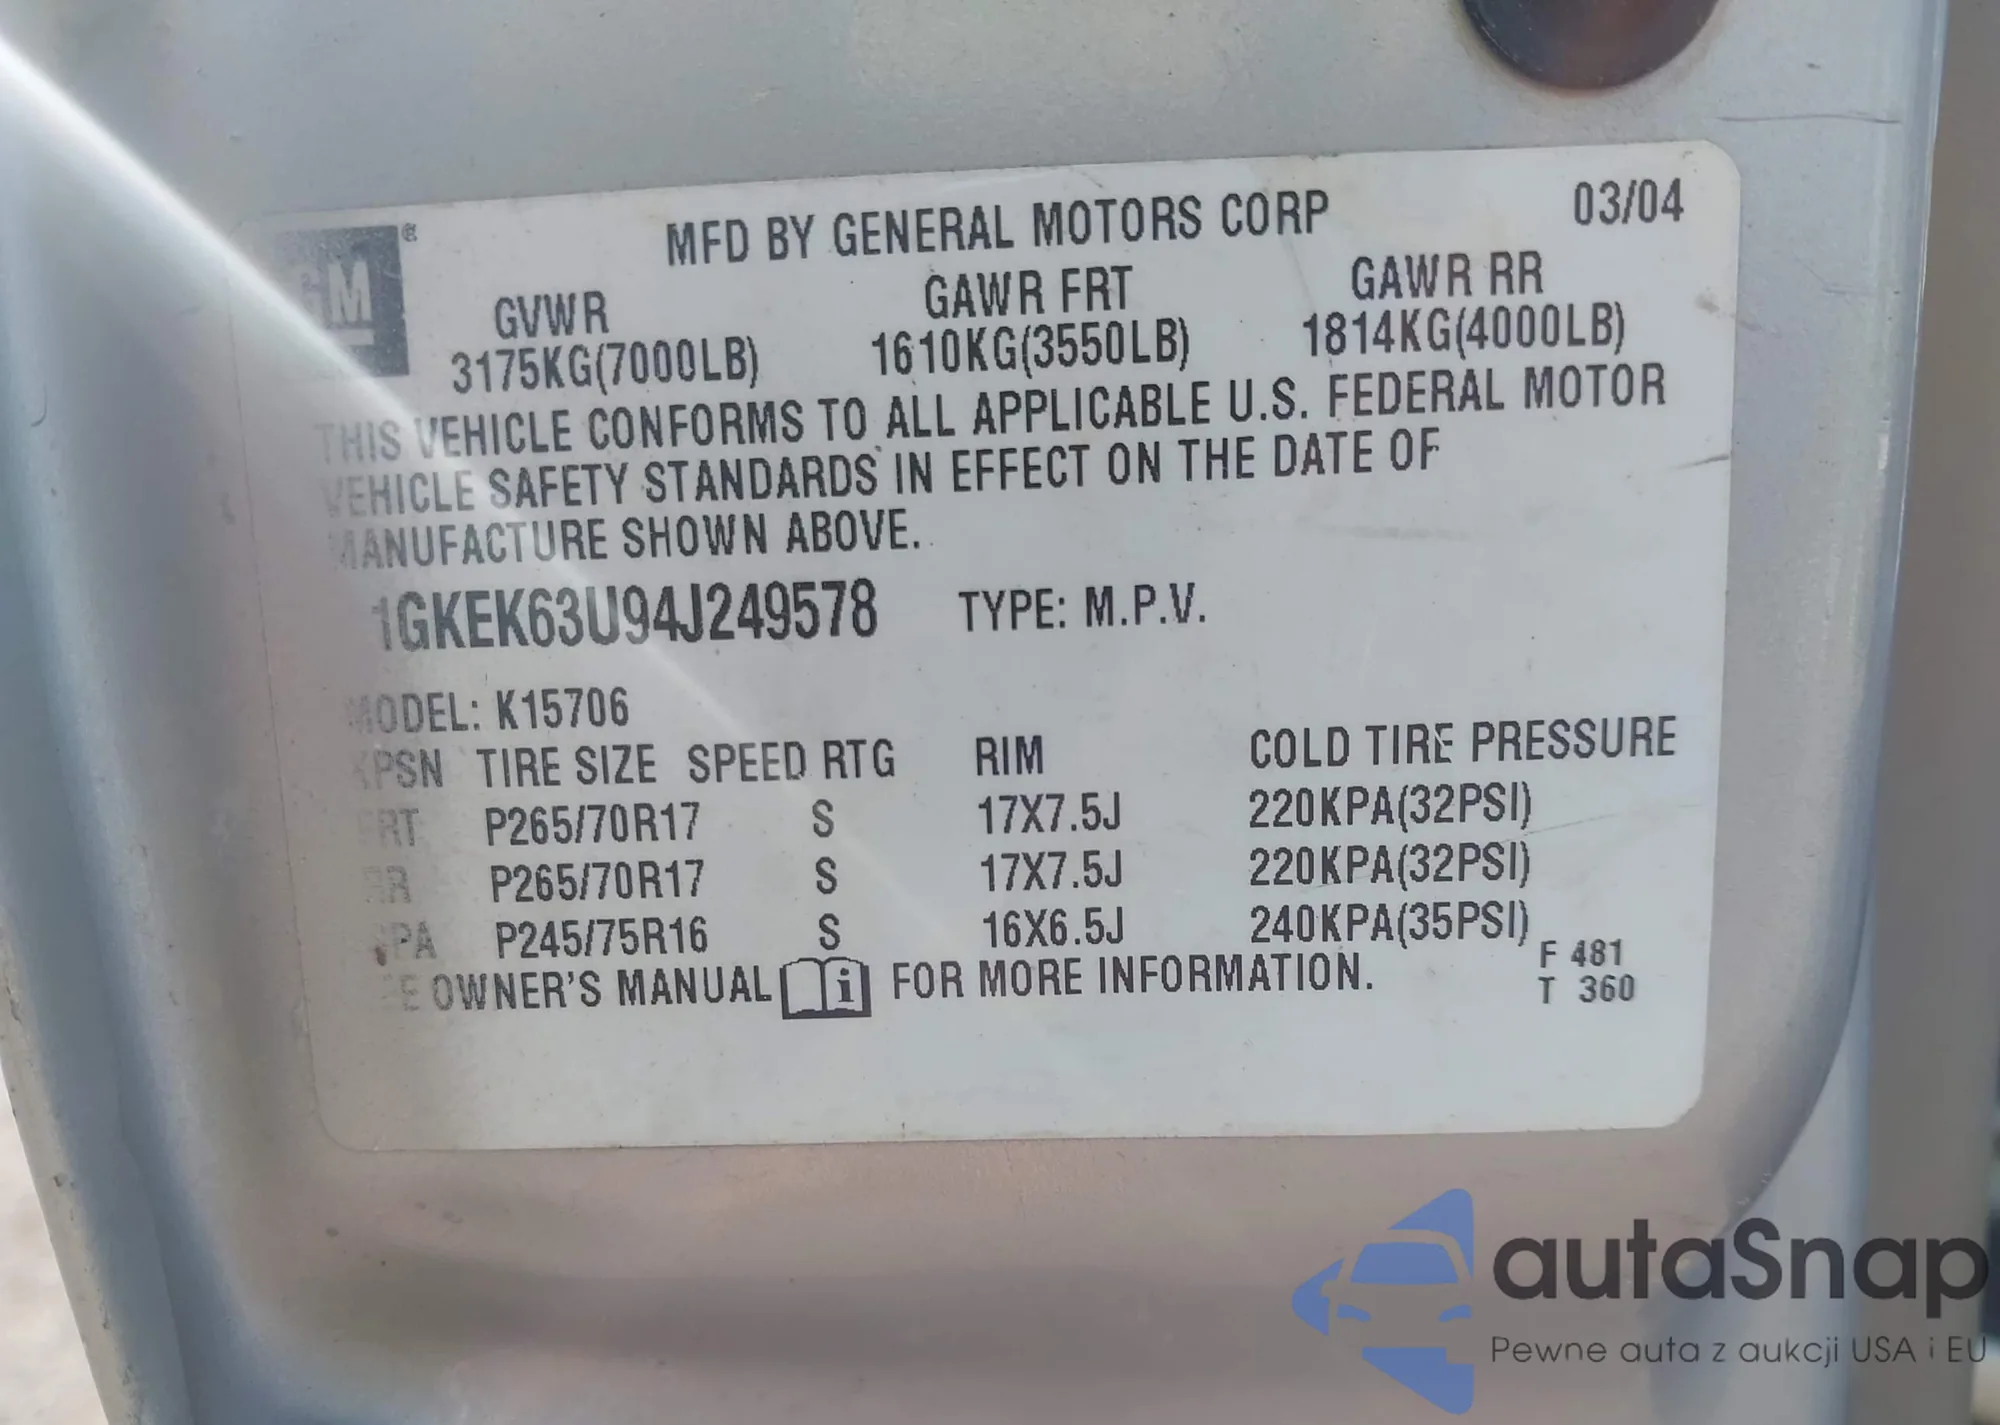 GM®
MFD BY GENERAL MOTORS CORP 03/04
GVWR GAWR FRT GAWR RR
3175KG(7000LB) 1610KG(3550LB) 1814KG(4000LB)
THIS VEHICLE CONFORMS TO ALL APPLICABLE U.S. FEDERAL MOTOR
VEHICLE SAFETY STANDARDS IN EFFECT ON THE DATE OF
MANUFACTURE SHOWN ABOVE.
1GKEK63U94J249578 TYPE: M.P.V.
MODEL: K15706
TIRE SIZE SPEED RTG RIM COLD TIRE PRESSURE
FRT P265/70R17 S 17X7.5J 220KPA(32PSI)
RR P265/70R17 S 17X7.5J 220KPA(32PSI)
SPA P245/75R16 S 16X6.5J 240KPA(35PSI)
SEE OWNER'S MANUAL i FOR MORE INFORMATION.
F 481
T 360
autaSnap
Pewne auta z aukcji USA i EU